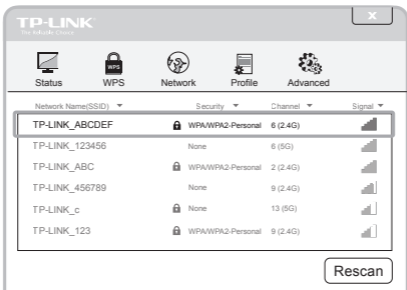 TP-LINK
The Reliable Choice
X
WPS
Status WPS Network Profile Advanced
Network Name(SSID) Security Channel Signal
TP-LINK_ABCDEF WPA/WPA2-Personal 6 (2.4G)
TP-LINK_123456 None 6 (5G)
TP-LINK_ABC WPA/WPA2-Personal 2 (2.4G)
TP-LINK_456789 None 9 (2.4G)
TP-LINK_c None 13 (5G)
TP-LINK_123 WPA/WPA2-Personal 9 (2.4G)
Rescan